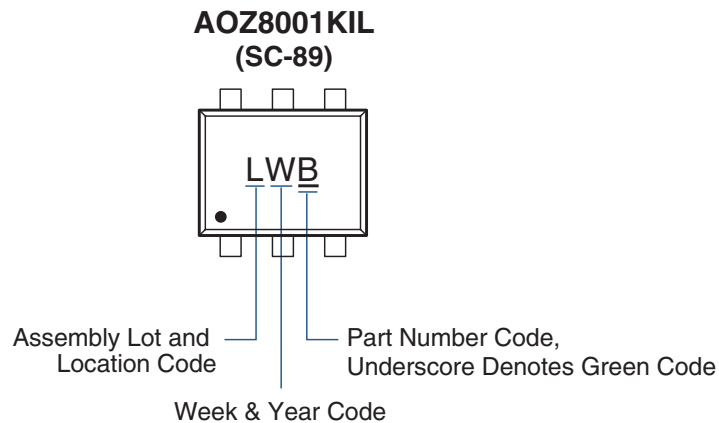 AOZ8001KIL
(SC-89)
LWB
Assembly Lot and
Location Code
Part Number Code,
Underscore Denotes Green Code
Week & Year Code